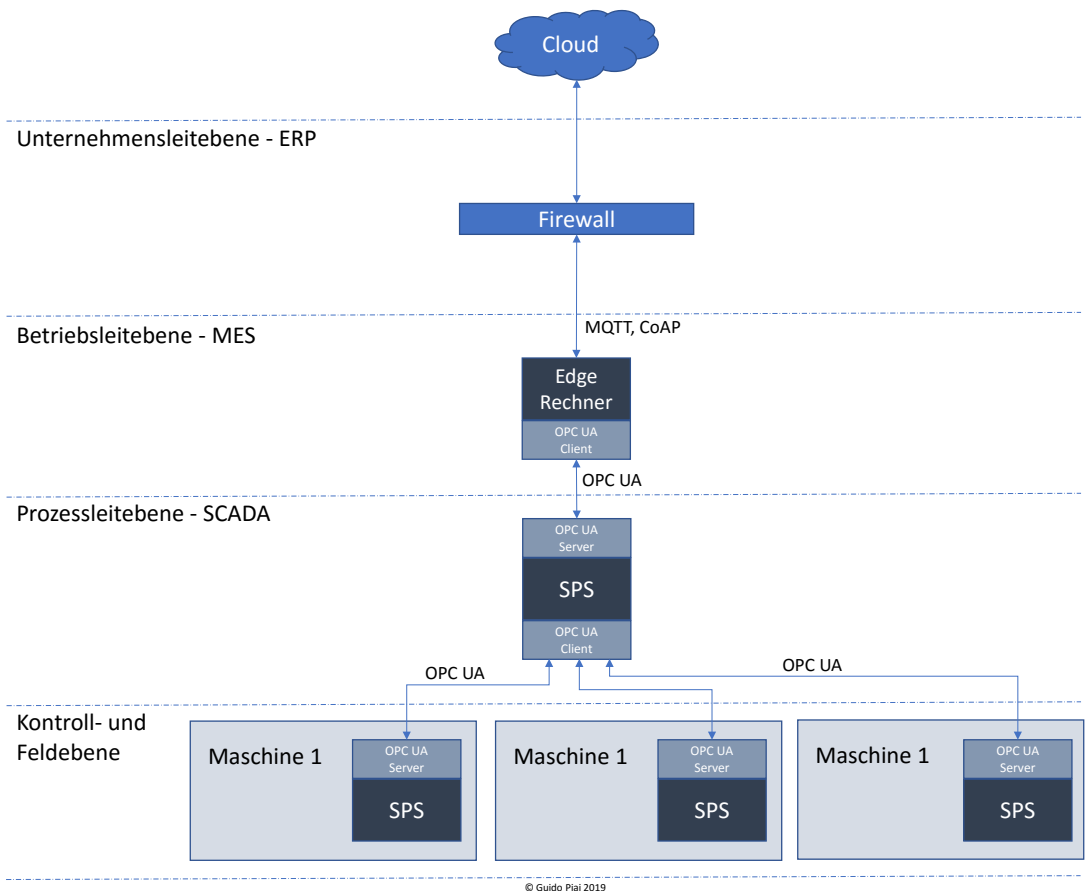 Cloud
Unternehmensleitebene - ERP
Firewall
Betriebsleitebene - MES
MQTT, CoAP
Edge
Rechner
OPC UA
Client
OPC UA
Prozessleitebene - SCADA
OPC UA
Server
SPS
OPC UA
Client
OPC UA
OPC UA
Kontroll- und
Feldebene
Maschine 1
OPC UA
Server
SPS
Maschine 1
OPC UA
Server
SPS
Maschine 1
OPC UA
Server
SPS
© Guido Piai 2019